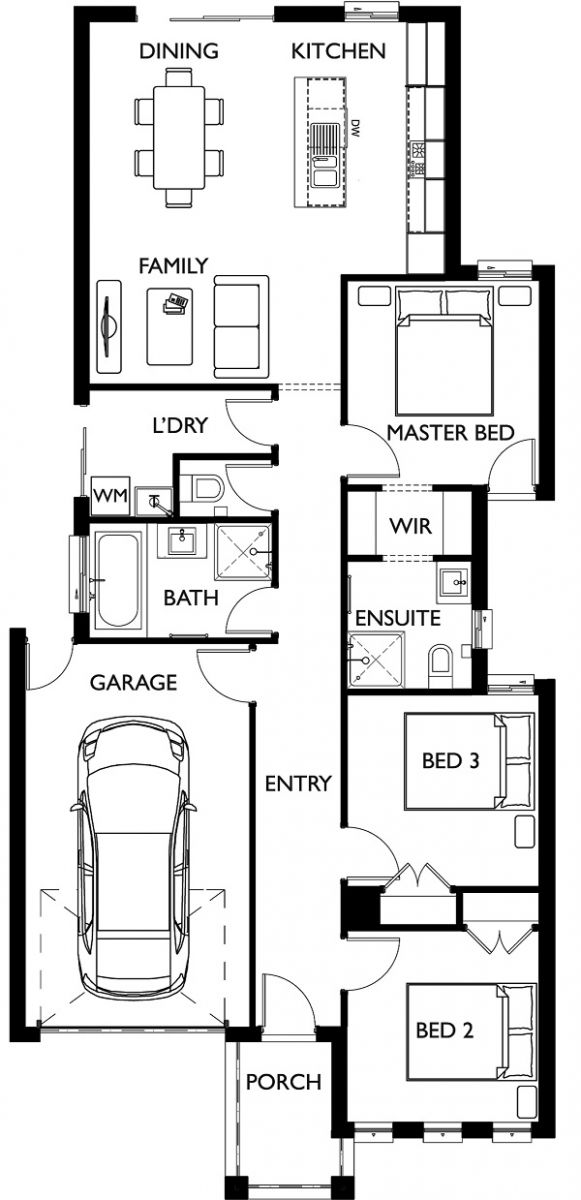 DINING
KITCHEN
DW
FAMILY
L'DRY
MASTER BED
WM
WIR
BATH
ENSUITE
GARAGE
BED 3
ENTRY
BED 2
PORCH